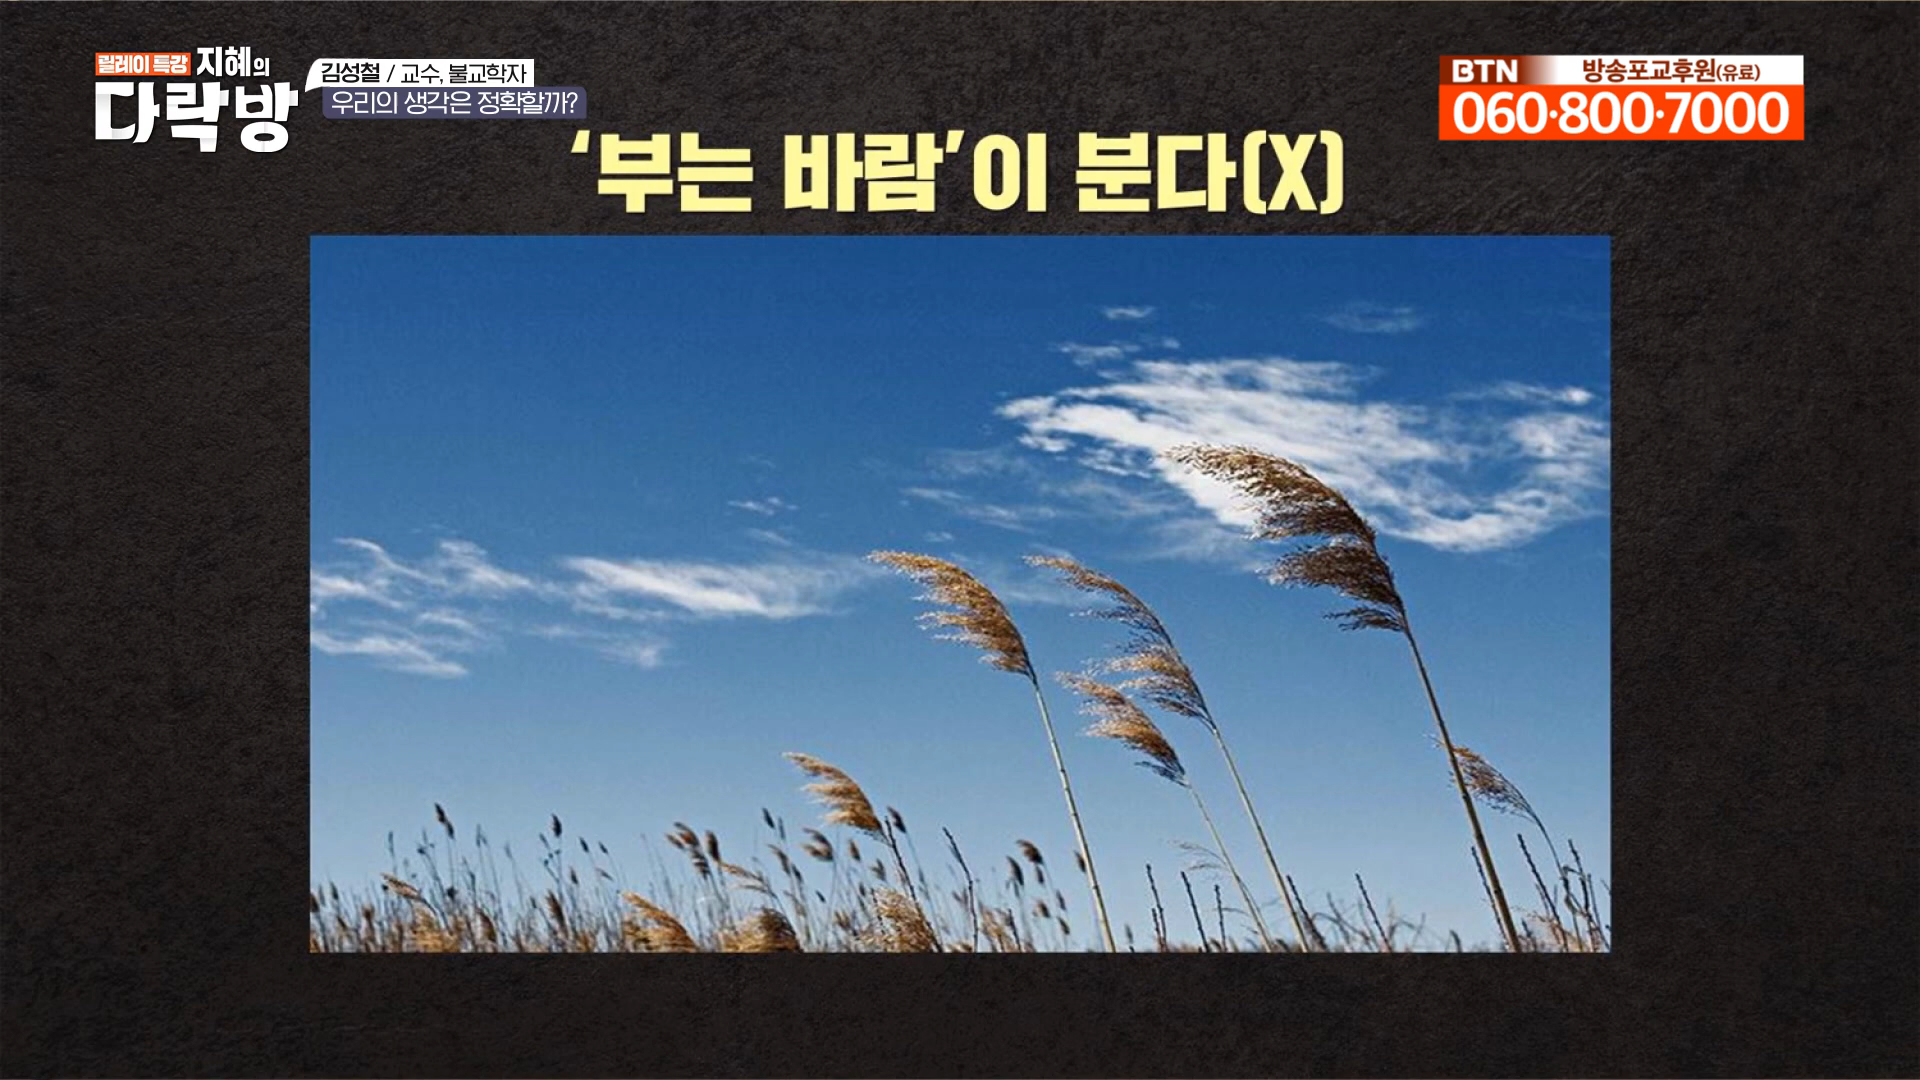 릴레이 특강 지혜의
다락방
김성철 / 교수, 불교학자
우리의 생각은 정확할까?
BTN 방송포교후원(유료)
060·800·7000
‘부는 바람’이 분다(X)